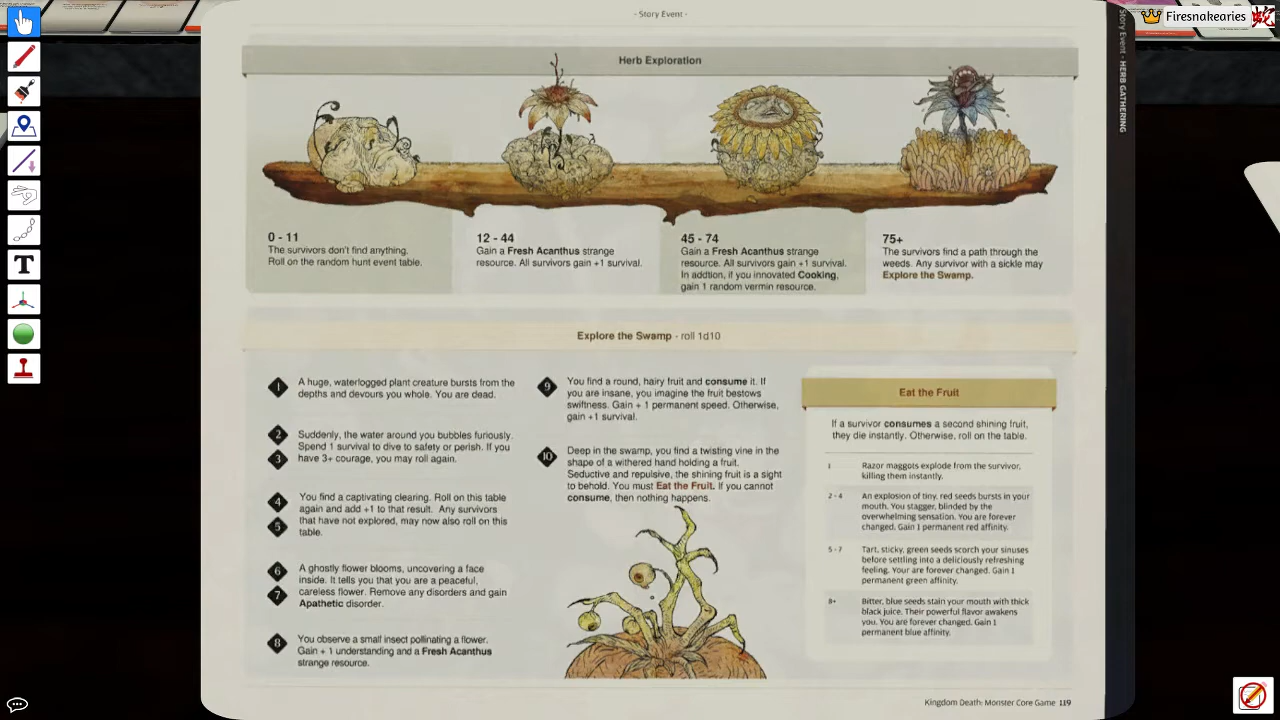 - Story Event -
Firesnakearies
Story Event - HERB GATHERING
Herb Exploration
0 - 11
The survivors don't find anything.
Roll on the random hunt event table.
12 - 44
Gain a Fresh Acanthus strange
resource. All survivors gain +1 survival.
45 - 74
Gain a Fresh Acanthus strange
resource. All survivors gain +1 survival.
In addtion, if you innovated Cooking,
gain 1 random vermin resource.
75+
The survivors find a path through the
weeds. Any survivor with a sickle may
Explore the Swamp.
Explore the Swamp - roll 1d10
1
A huge, waterlogged plant creature bursts from the
depths and devours you whole. You are dead.
2
3
Suddenly, the water around you bubbles furiously.
Spend 1 survival to dive to safety or perish. If you
have 3+ courage, you may roll again.
4
5
You find a captivating clearing. Roll on this table
again and add +1 to that result. Any survivors
that have not explored, may now also roll on this
table.
6
7
A ghostly flower blooms, uncovering a face
inside. It tells you that you are a peaceful,
careless flower. Remove any disorders and gain
Apathetic disorder.
8
You observe a small insect pollinating a flower.
Gain + 1 understanding and a Fresh Acanthus
strange resource.
9
You find a round, hairy fruit and consume it. If
you are insane, you imagine the fruit bestows
swiftness. Gain + 1 permanent speed. Otherwise,
gain +1 survival.
10
Deep in the swamp, you find a twisting vine in the
shape of a withered hand holding a fruit.
Seductive and repulsive, the shining fruit is a sight
to behold. You must Eat the Fruit. If you cannot
consume, then nothing happens.
Eat the Fruit
If a survivor consumes a second shining fruit,
they die instantly. Otherwise, roll on the table.
1
Razor maggots explode from the survivor,
killing them instantly.
2 - 4
An explosion of tiny, red seeds bursts in your
mouth. You stagger, blinded by the
overwhelming sensation. You are forever
changed. Gain 1 permanent red affinity.
5 - 7
Tart, sticky, green seeds scorch your sinuses
before settling into a deliciously refreshing
feeling. Your are forever changed. Gain 1
permanent green affinity.
8+
Bitter, blue seeds stain your mouth with thick
black juice. Their powerful flavor awakens
you. You are forever changed. Gain 1
permanent blue affinity.
Kingdom Death: Monster Core Game 119
T